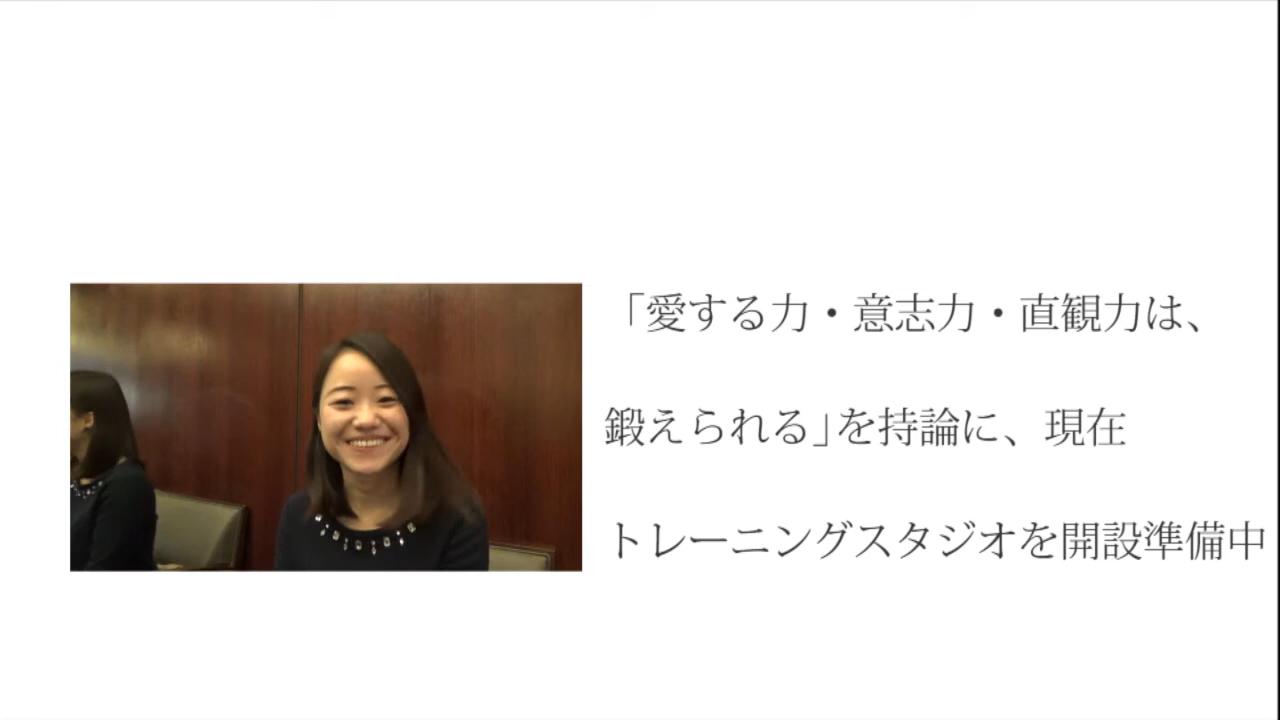 「愛する力・意志力・直観力は、
鍛えられる」を持論に、現在
トレーニングスタジオを開設準備中